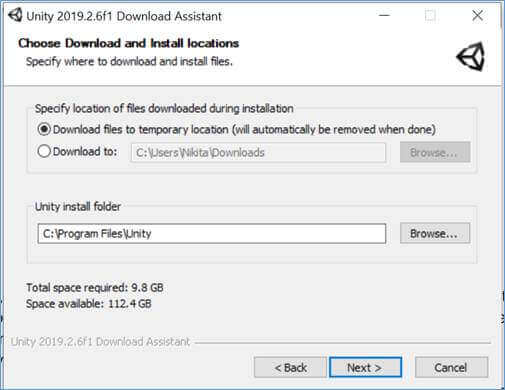 Unity 2019.2.6f1 Download Assistant
Choose Download and Install locations
Specify where to download and install files.
Specify location of files downloaded during installation
Download files to temporary location (will automatically be removed when done)
Download to:
C:\Users\Nikita\Downloads
Browse...
Unity install folder
C:\Program Files\Unity
Browse...
Total space required: 9.8 GB
Space available: 112.4 GB
Unity 2019.2.6f1 Download Assistant
< Back
Next >
Cancel